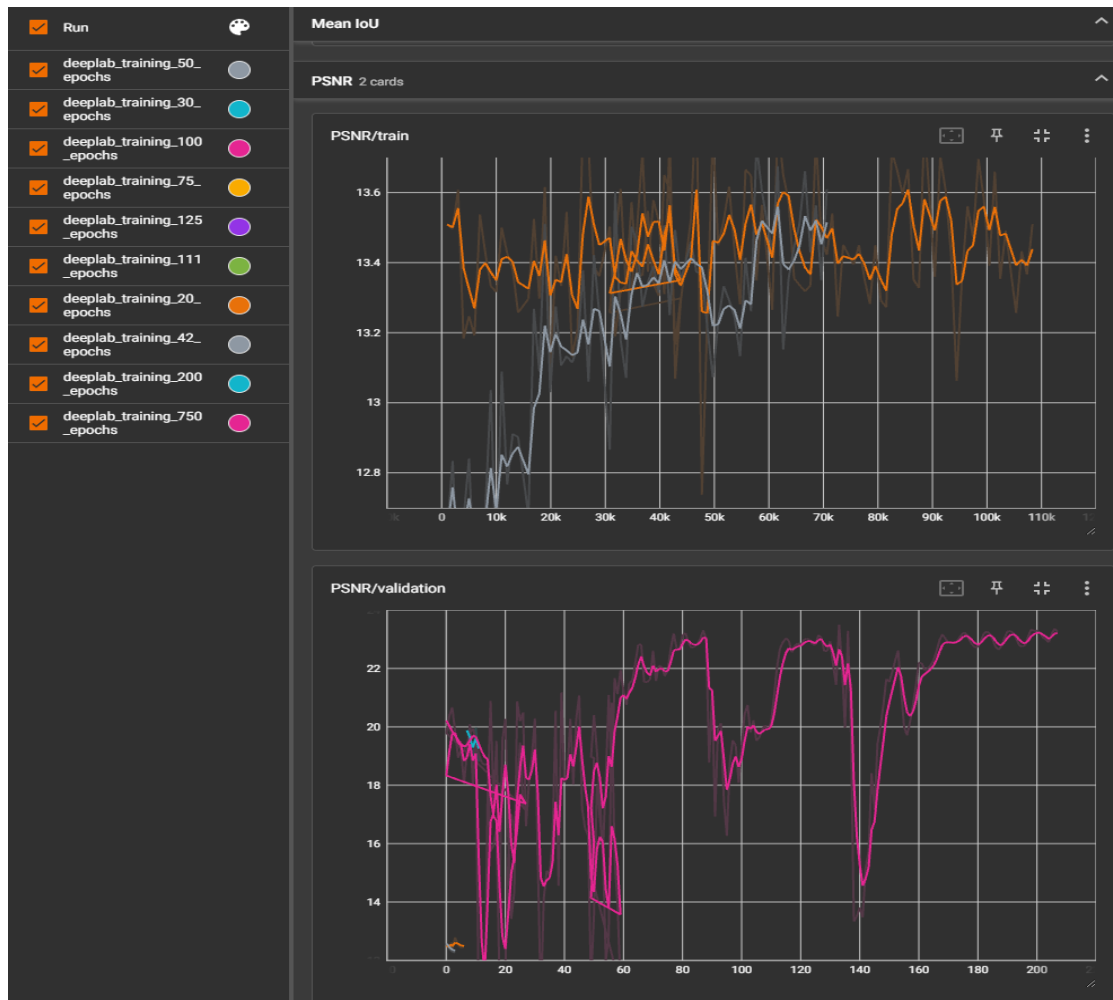 Run
deeplab_training_50_
epochs
deeplab_training_30_
epochs
deeplab_training_100
_epochs
deeplab_training_75_
epochs
deeplab_training_125
_epochs
deeplab_training_111
_epochs
deeplab_training_20_
epochs
deeplab_training_42_
epochs
deeplab_training_200
_epochs
deeplab_training_750
_epochs
Mean IoU
PSNR 2 cards
PSNR/train
13.6
13.4
13.2
13
12.8
0 10k 20k 30k 40k 50k 60k 70k 80k 90k 100k 110k
PSNR/validation
22
20
18
16
14
0 20 40 60 80 100 120 140 160 180 200